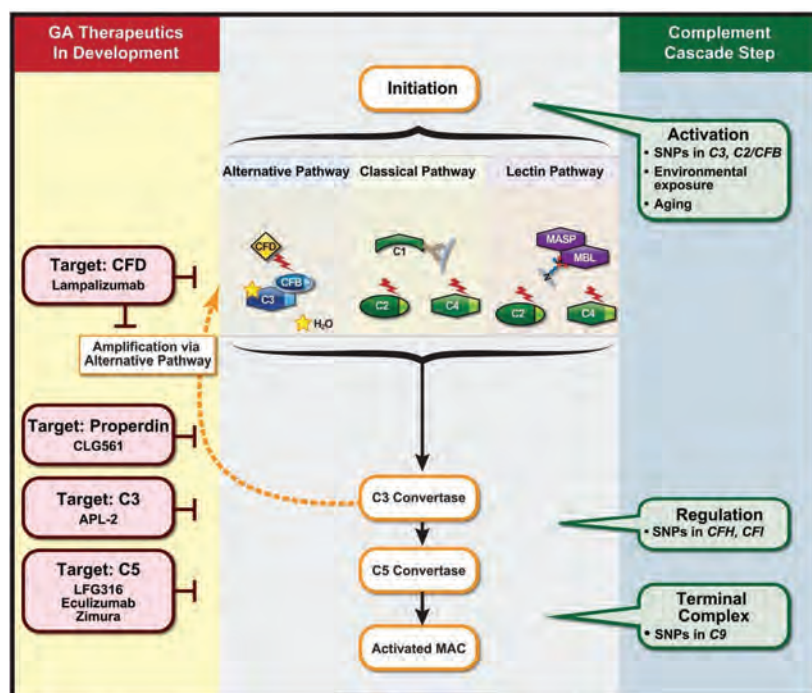 GA Therapeutics
In Development
Complement
Cascade Step
Initiation
Activation
• SNPs in C3, C2/CFB
• Environmental
exposure
• Aging
Alternative Pathway
Classical Pathway
Lectin Pathway
CFD
CFB
C3
H₂O
C1
C2
C4
MASP
MBL
C2
C4
Target: CFD
Lampalizumab
Amplification via
Alternative Pathway
Target: Properdin
CLG561
Target: C3
APL-2
Target: C5
LFG316
Eculizumab
Zimura
C3 Convertase
C5 Convertase
Activated MAC
Regulation
• SNPs in CFH, CFI
Terminal
Complex
• SNPs in C9